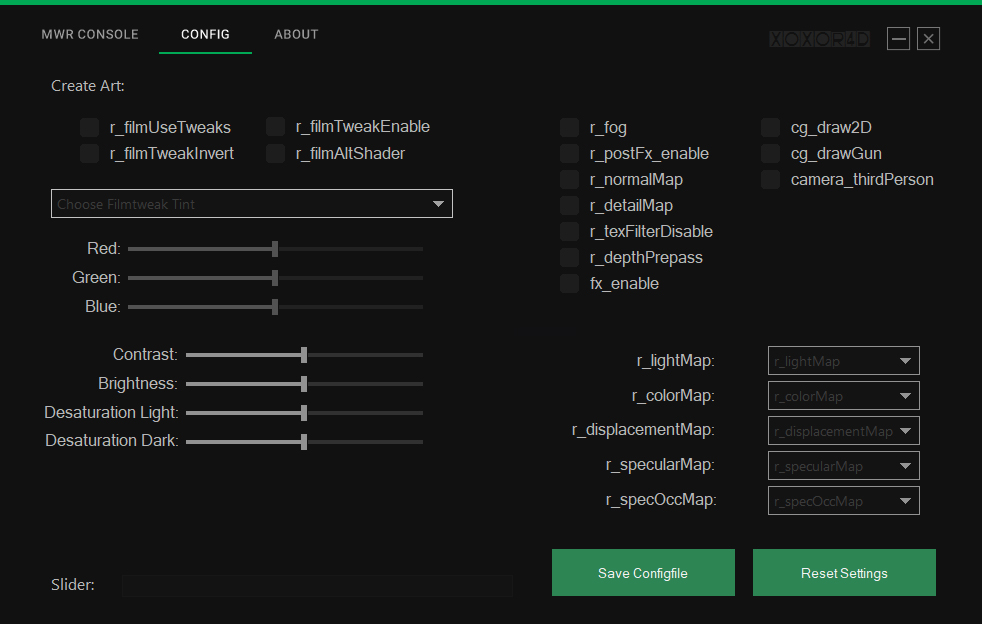 MWR CONSOLE CONFIG ABOUT XOXOR4D
Create Art:
r_filmUseTweaks r_filmTweakEnable
r_filmTweakInvert r_filmAltShader
Choose Filmtweak Tint
Red:
Green:
Blue:
Contrast:
Brightness:
Desaturation Light:
Desaturation Dark:
r_fog cg_draw2D
r_postFx_enable cg_drawGun
r_normalMap camera_thirdPerson
r_detailMap
r_texFilterDisable
r_depthPrepass
fx_enable
r_lightMap: r_lightMap
r_colorMap: r_colorMap
r_displacementMap: r_displacementMap
r_specularMap: r_specularMap
r_specOccMap: r_specOccMap
Slider:
Save Configfile Reset Settings